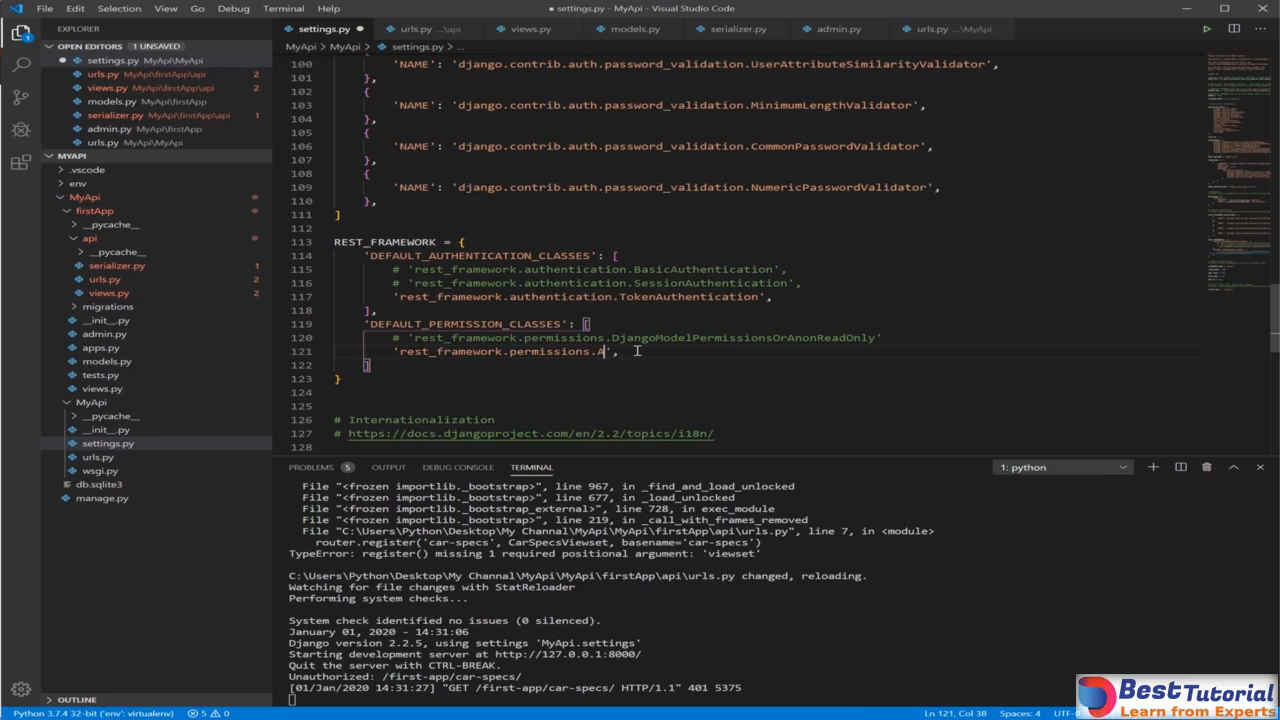 File Edit Selection View Go Debug Terminal Help
● settings.py - MyApi - Visual Studio Code
EXPLORER
OPEN EDITORS 1 UNSAVED
settings.py MyApi\MyApi
urls.py MyApi\firstApp\api 2
views.py MyApi\firstApp\api 2
models.py MyApi\firstApp
serializer.py MyApi\firstApp\api 1
admin.py MyApi\firstApp
urls.py MyApi\MyApi
MYAPI
.vscode
env
MyApi
firstApp
__pycache__
api
__pycache__
serializer.py 1
urls.py 2
views.py 2
migrations
__init__.py
admin.py
apps.py
models.py
tests.py
views.py
MyApi
__pycache__
__init__.py
settings.py
urls.py
wsgi.py
db.sqlite3
manage.py
OUTLINE
settings.py urls.py ...\api views.py models.py serializer.py admin.py urls.py ...\MyApi
MyApi > MyApi > settings.py > ...
100 'NAME': 'django.contrib.auth.password_validation.UserAttributeSimilarityValidator',
101 },
102 {
103 'NAME': 'django.contrib.auth.password_validation.MinimumLengthValidator',
104 },
105 {
106 'NAME': 'django.contrib.auth.password_validation.CommonPasswordValidator',
107 },
108 {
109 'NAME': 'django.contrib.auth.password_validation.NumericPasswordValidator',
110 },
111 ]
112
113 REST_FRAMEWORK = {
114 'DEFAULT_AUTHENTICATION_CLASSES': [
115 # 'rest_framework.authentication.BasicAuthentication',
116 # 'rest_framework.authentication.SessionAuthentication',
117 'rest_framework.authentication.TokenAuthentication',
118 ],
119 'DEFAULT_PERMISSION_CLASSES': [
120 # 'rest_framework.permissions.DjangoModelPermissionsOrAnonReadOnly'
121 'rest_framework.permissions.A',
122 ]
123 }
124
125
126 # Internationalization
127 # https://docs.djangoproject.com/en/2.2/topics/i18n/
128
PROBLEMS 5 OUTPUT DEBUG CONSOLE TERMINAL 1: python
File "<frozen importlib._bootstrap>", line 967, in _find_and_load_unlocked
File "<frozen importlib._bootstrap>", line 677, in _load_unlocked
File "<frozen importlib._bootstrap_external>", line 728, in exec_module
File "<frozen importlib._bootstrap>", line 219, in _call_with_frames_removed
File "C:\Users\Python\Desktop\My Channal\MyApi\MyApi\firstApp\api\urls.py", line 7, in <module>
router.register('car-specs', CarSpecsViewset, basename='car-specs')
TypeError: register() missing 1 required positional argument: 'viewset'
C:\Users\Python\Desktop\My Channal\MyApi\MyApi\firstApp\api\urls.py changed, reloading.
Watching for file changes with StatReloader
Performing system checks...
System check identified no issues (0 silenced).
January 01, 2020 - 14:31:06
Django version 2.2.5, using settings 'MyApi.settings'
Starting development server at http://127.0.0.1:8000/
Quit the server with CTRL-BREAK.
Unauthorized: /first-app/car-specs/
[01/Jan/2020 14:31:27] "GET /first-app/car-specs/ HTTP/1.1" 401 5375
Python 3.7.4 32-bit ('env': virtualenv) 5 0 Ln 121, Col 38 Spaces: 4 UTF-8
BestTutorial
Learn from Experts